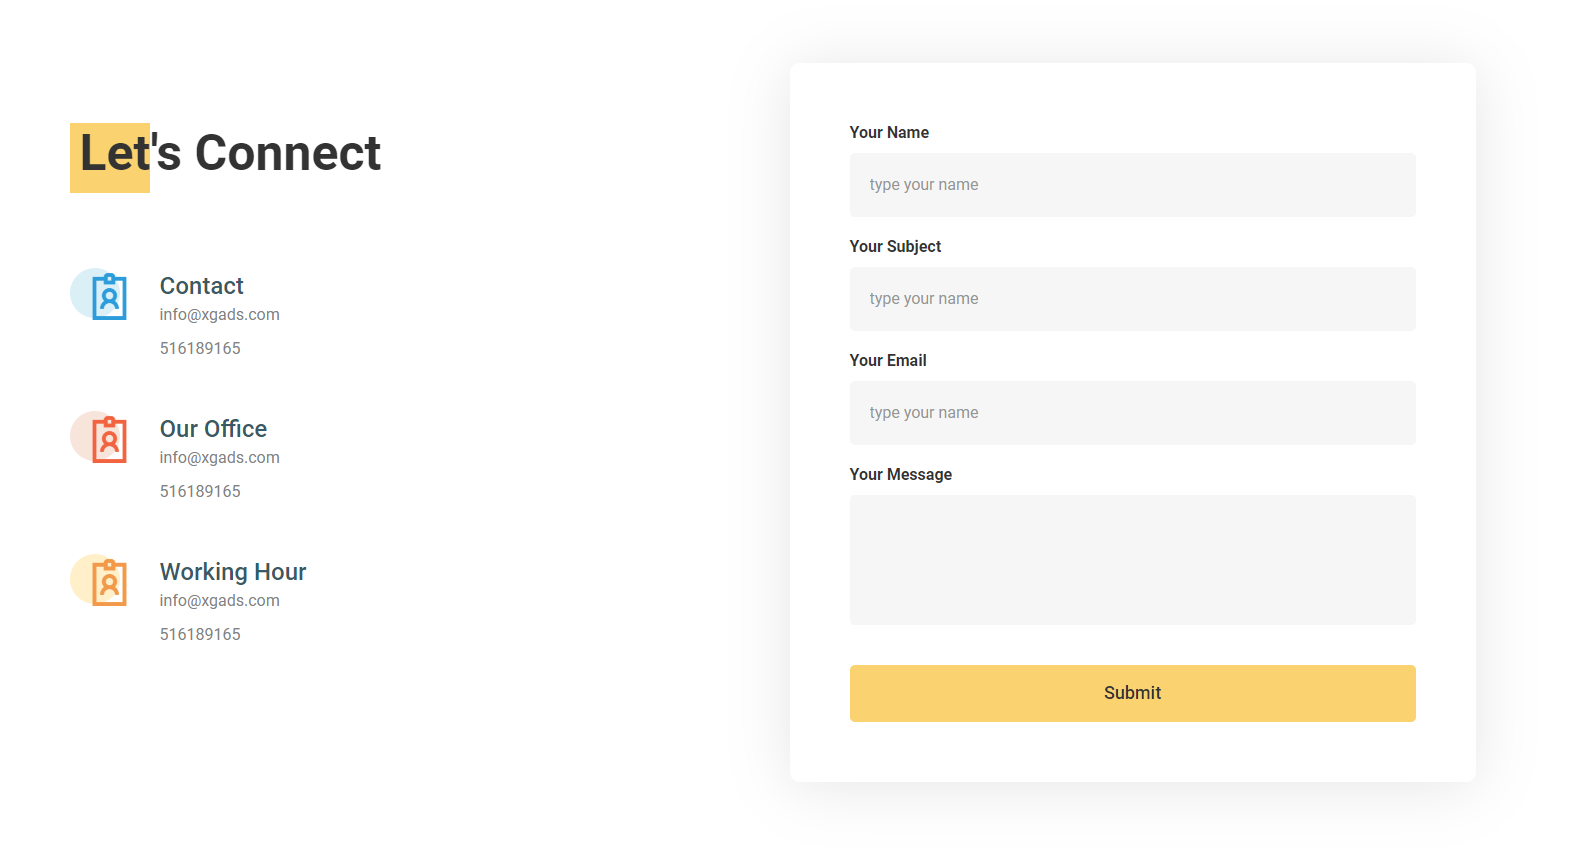 Let's Connect
Contact
info@xgads.com
516189165
Our Office
info@xgads.com
516189165
Working Hour
info@xgads.com
516189165
Your Name
type your name
Your Subject
type your name
Your Email
type your name
Your Message
Submit